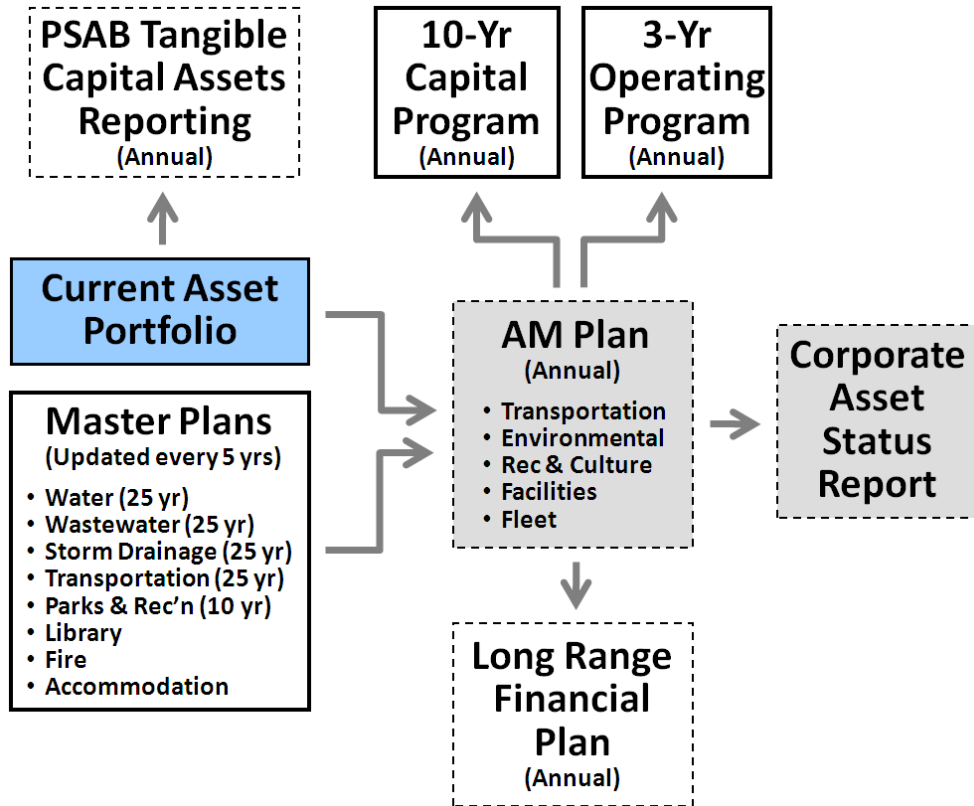 PSAB Tangible
Capital Assets
Reporting
(Annual)
10-Yr
Capital
Program
(Annual)
3-Yr
Operating
Program
(Annual)
Current Asset
Portfolio
Master Plans
(Updated every 5 yrs)
• Water (25 yr)
• Wastewater (25 yr)
• Storm Drainage (25 yr)
• Transportation (25 yr)
• Parks & Rec’n (10 yr)
• Library
• Fire
• Accommodation
AM Plan
(Annual)
• Transportation
• Environmental
• Rec & Culture
• Facilities
• Fleet
Corporate
Asset
Status
Report
Long Range
Financial
Plan
(Annual)